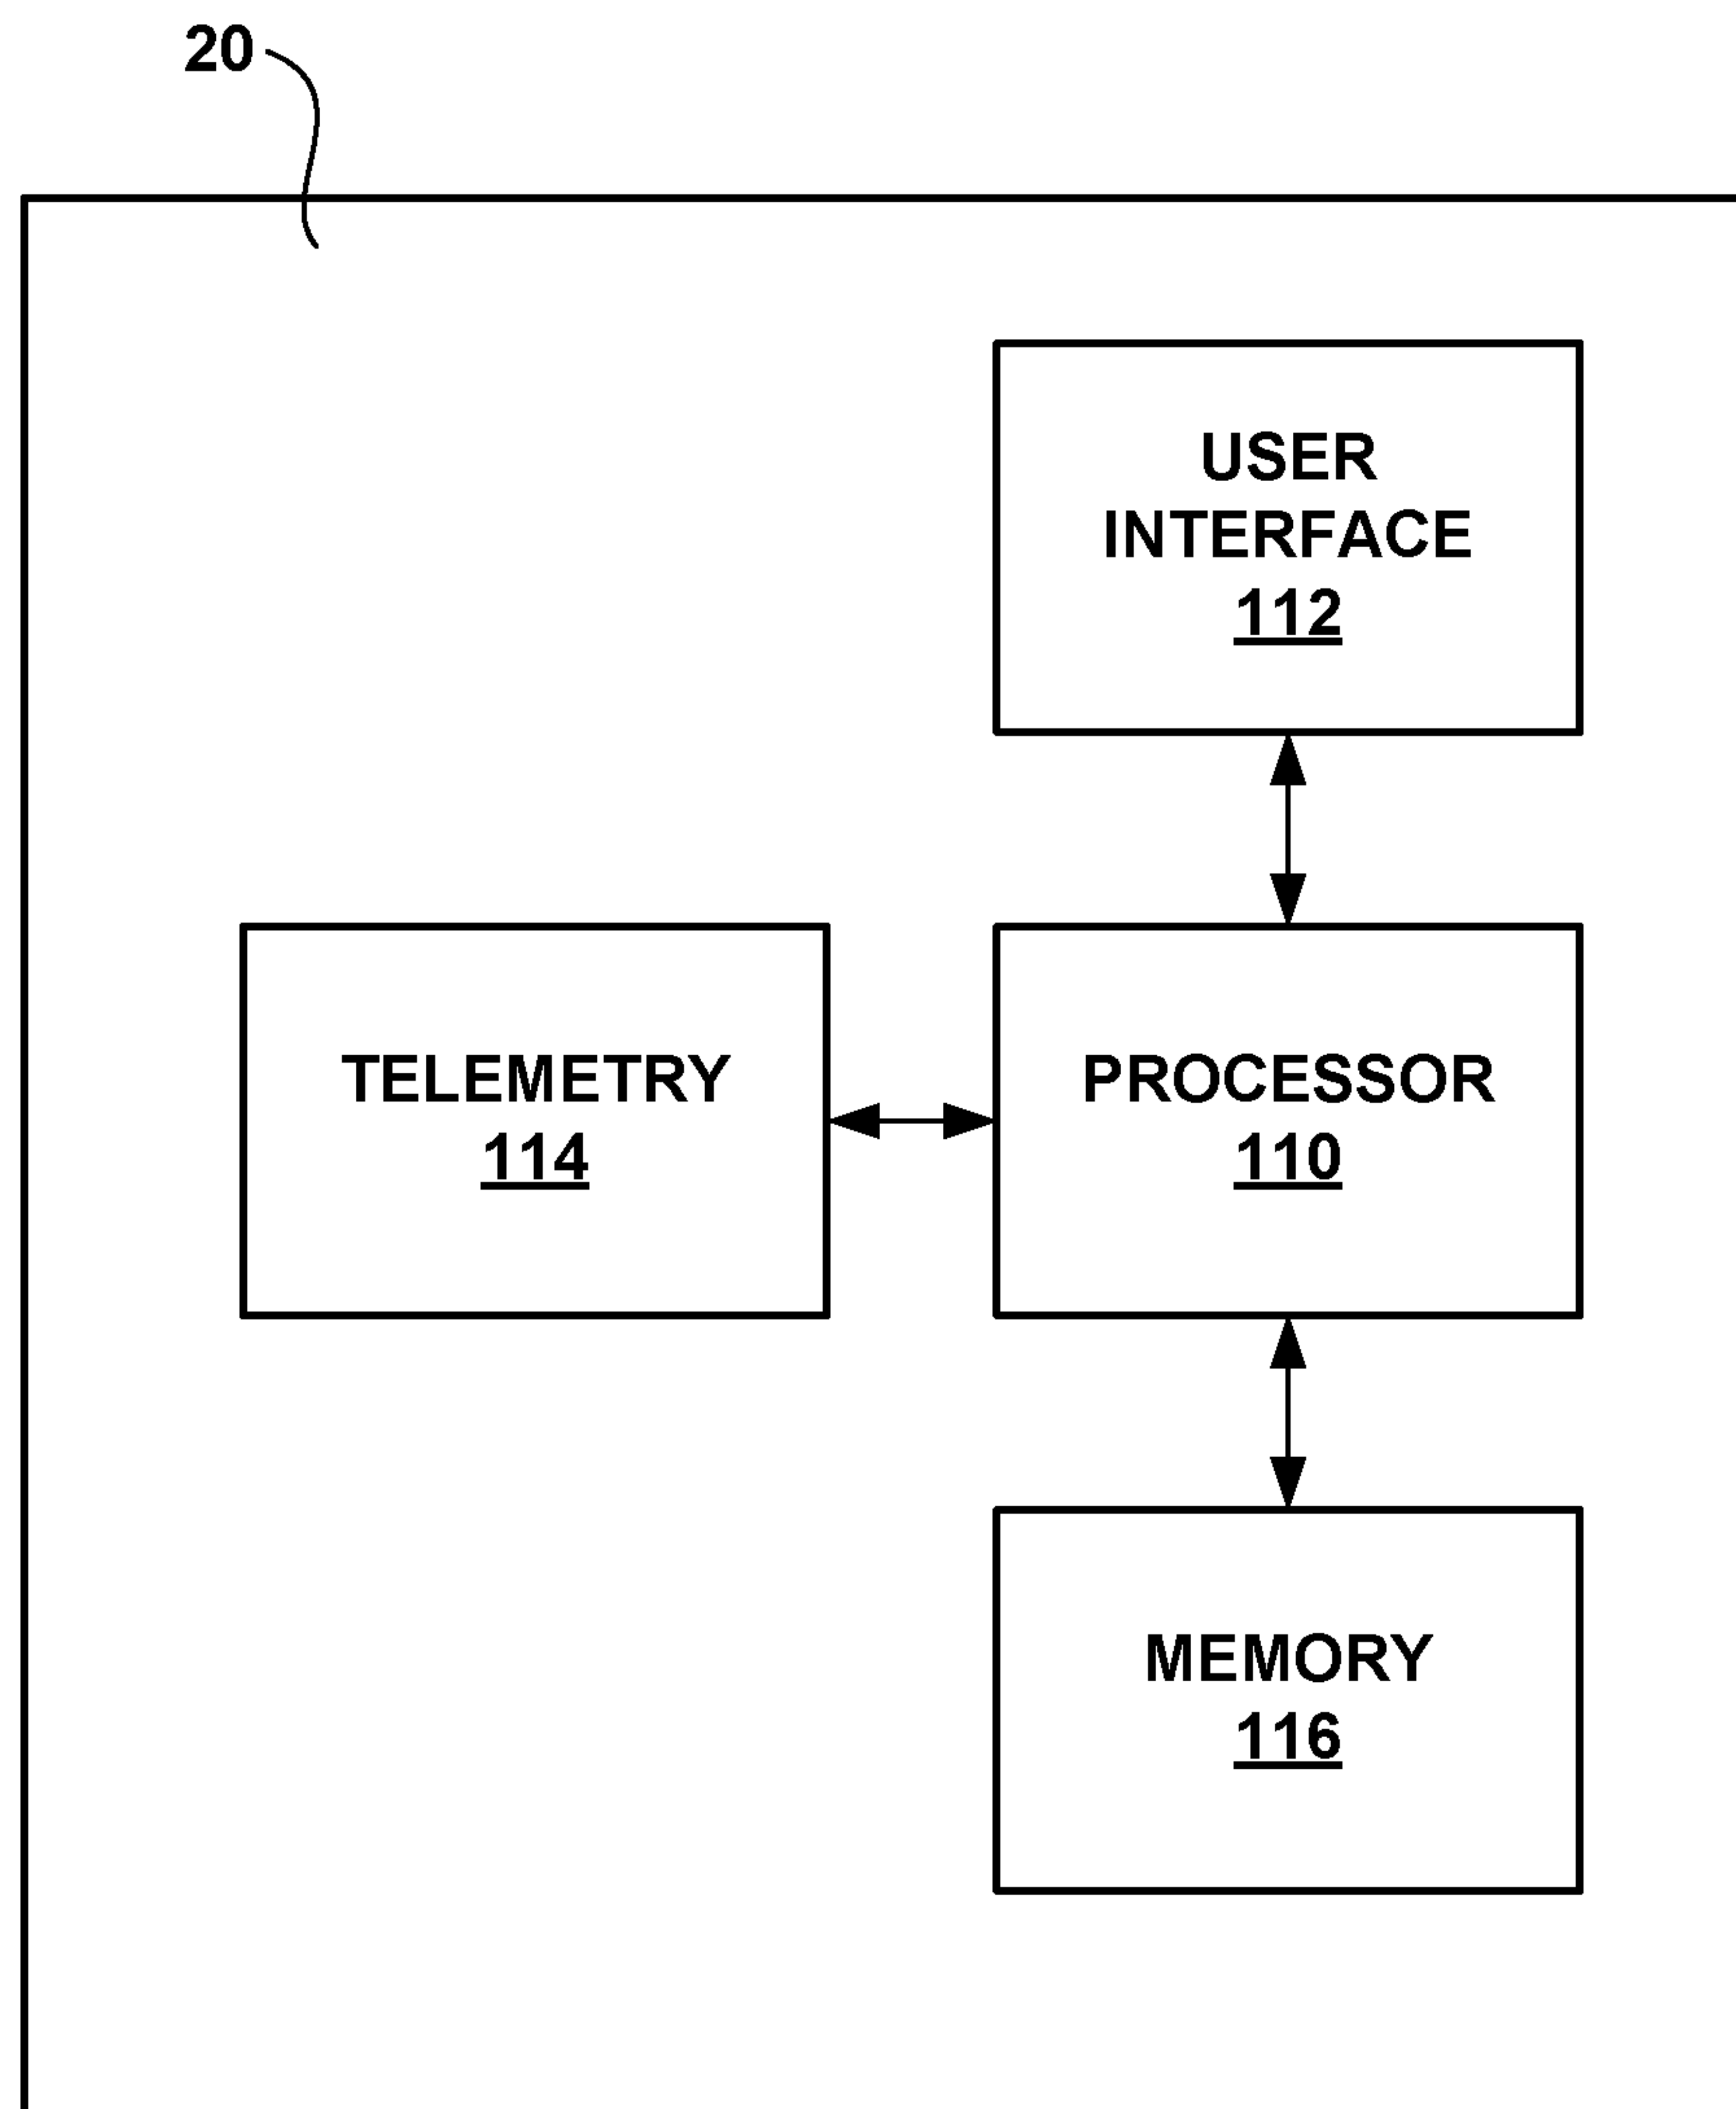 20
USER
INTERFACE
112
TELEMETRY
114
PROCESSOR
110
MEMORY
116